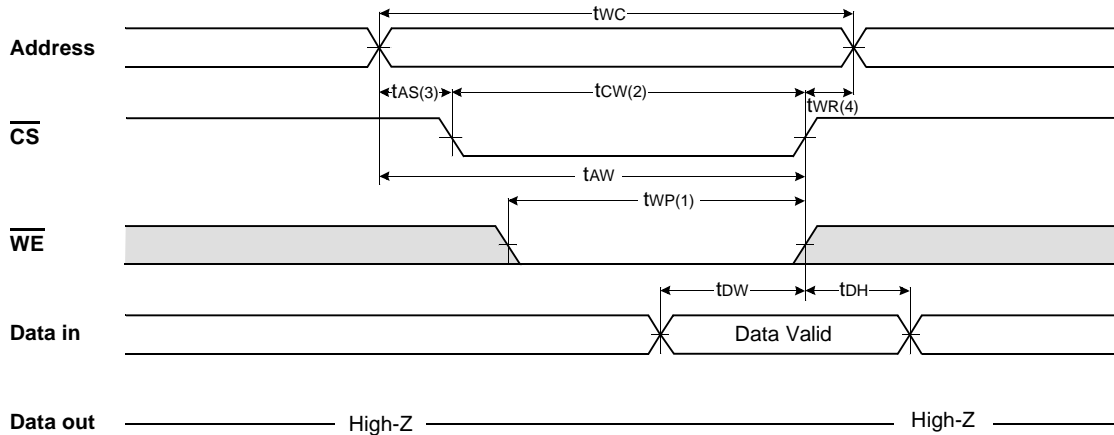 tWC
Address
tAS(3) tCW(2) tWR(4)
CS
tAW
tWP(1)
WE
tDW tDH
Data in Data Valid
Data out High-Z High-Z